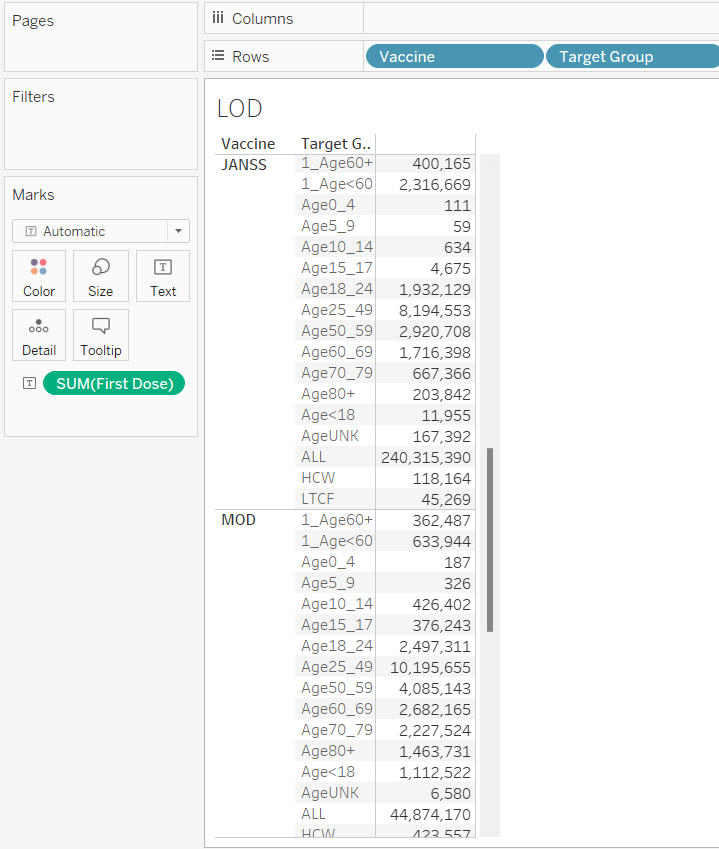 Pages
Columns
Rows
Vaccine
Target Group
Filters
Marks
Automatic
Color
Size
Text
Detail
Tooltip
SUM(First Dose)
LOD
Vaccine Target G..
JANSS 1_Age60+ 400,165
1_Age<60 2,316,669
Age0_4 111
Age5_9 59
Age10_14 634
Age15_17 4,675
Age18_24 1,932,129
Age25_49 8,194,553
Age50_59 2,920,708
Age60_69 1,716,398
Age70_79 667,366
Age80+ 203,842
Age<18 11,955
AgeUNK 167,392
ALL 240,315,390
HCW 118,164
LTCF 45,269
MOD 1_Age60+ 362,487
1_Age<60 633,944
Age0_4 187
Age5_9 326
Age10_14 426,402
Age15_17 376,243
Age18_24 2,497,311
Age25_49 10,195,655
Age50_59 4,085,143
Age60_69 2,682,165
Age70_79 2,227,524
Age80+ 1,463,731
Age<18 1,112,522
AgeUNK 6,580
ALL 44,874,170
HCW 423,557